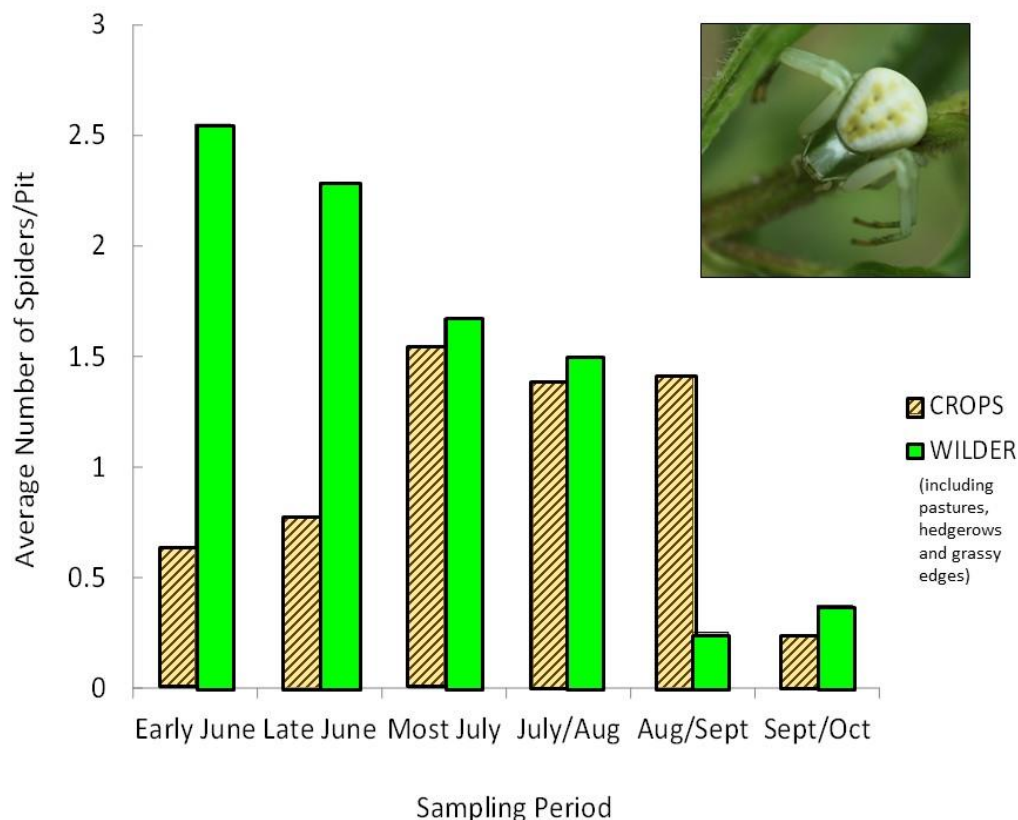 3
2.5
2
1.5
1
0.5
0
Average Number of Spiders/Pit
Early June Late June Most July July/Aug Aug/Sept Sept/Oct
Sampling Period
CROPS
WILDER
(including
pastures,
hedgerows
and grassy
edges)